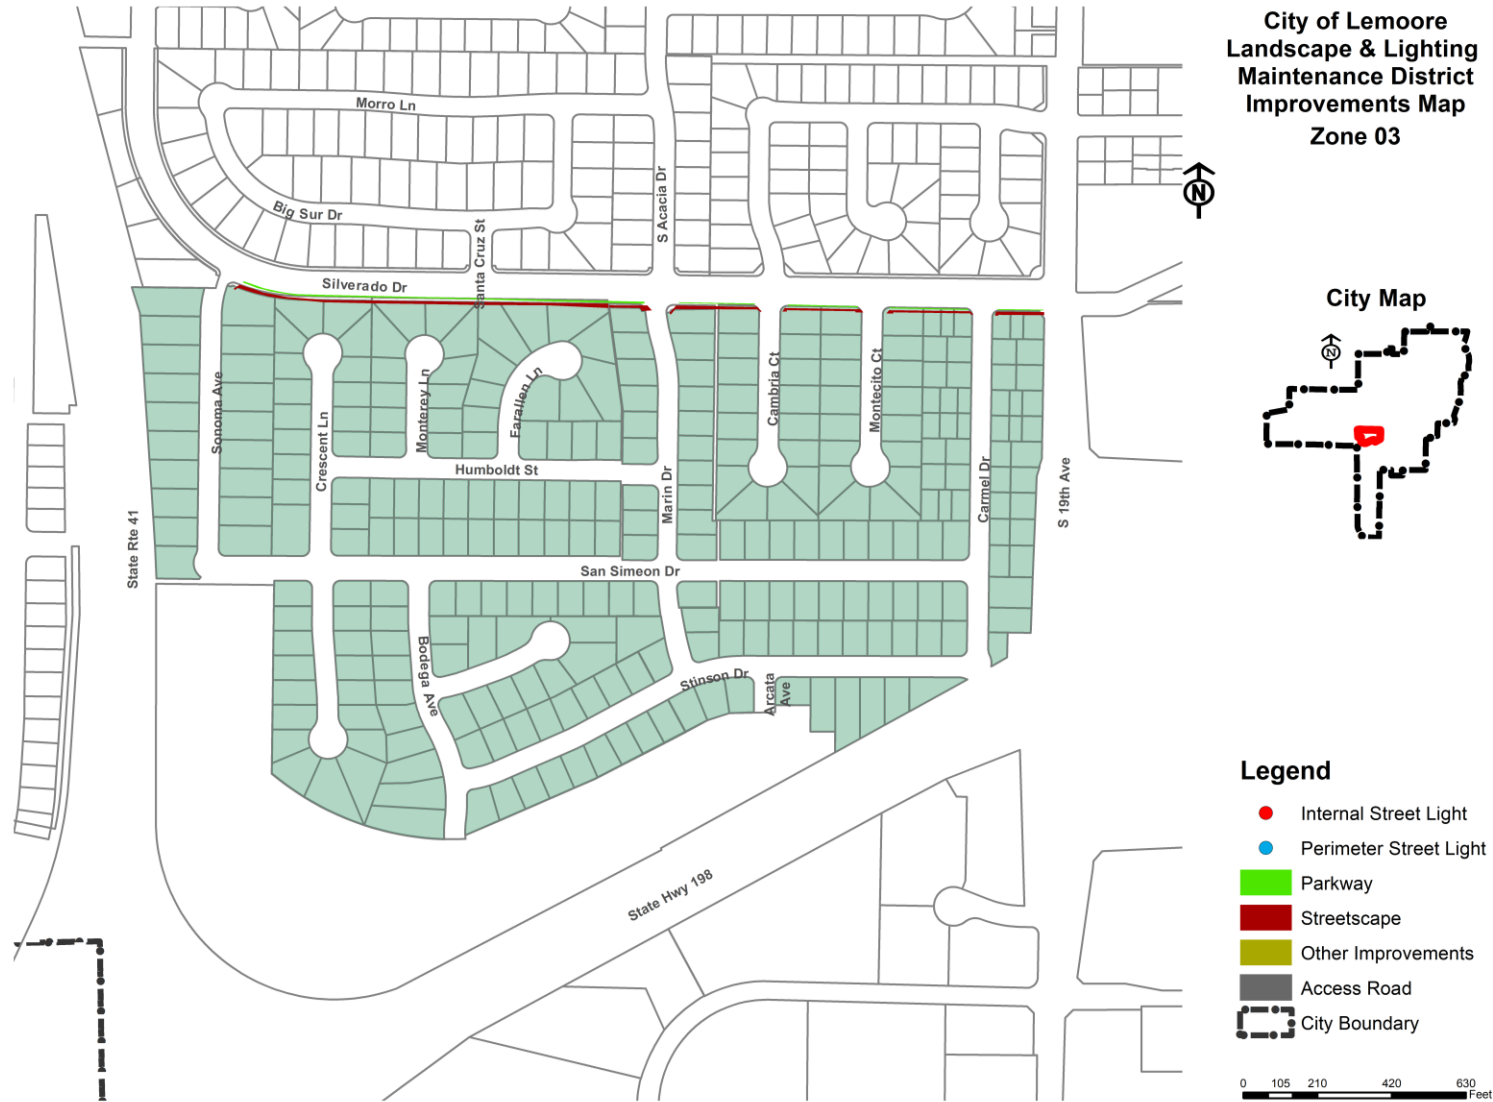 City of Lemoore
Landscape & Lighting
Maintenance District
Improvements Map
Zone 03
N
Morro Ln
Big Sur Dr
Santa Cruz St
S Acacia Dr
Silverado Dr
Sonoma Ave
Crescent Ln
Monterey Ln
Farallen Ln
Humboldt St
Marin Dr
Cambria Ct
Montecito Ct
Carmel Dr
S 19th Ave
State Rte 41
San Simeon Dr
Bodega Ave
Stinson Dr
Arcata
Ave
State Hwy 198
City Map
N
Legend
Internal Street Light
Perimeter Street Light
Parkway
Streetscape
Other Improvements
Access Road
City Boundary
0 105 210 420 630
Feet